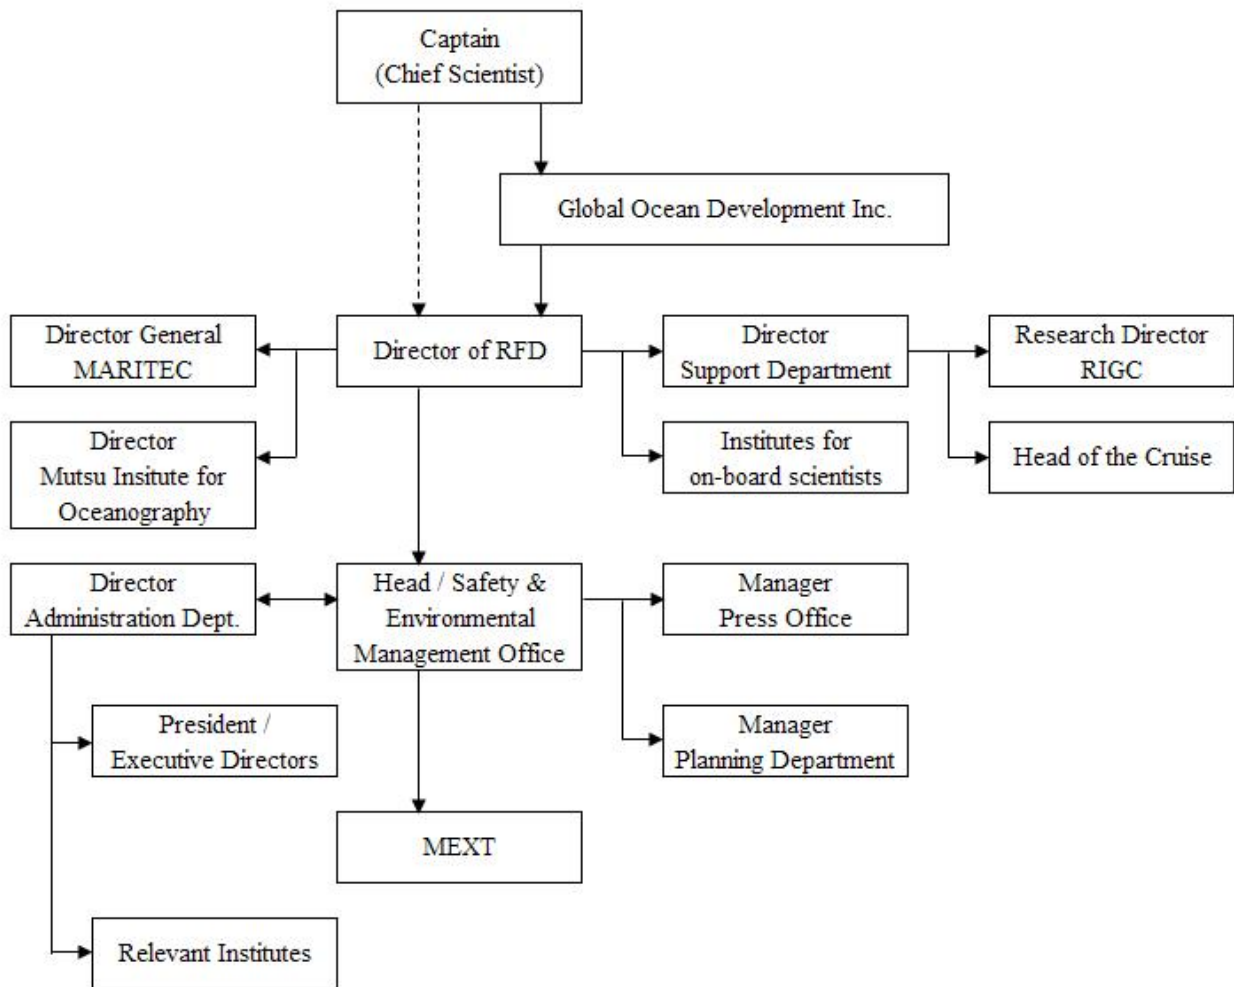 Captain
(Chief Scientist)
Global Ocean Development Inc.
Director General
MARITEC
Director of RFD
Director
Support Department
Research Director
RIGC
Director
Mutsu Insitute for
Oceanography
Institutes for
on-board scientists
Head of the Cruise
Director
Administration Dept.
Head / Safety &
Environmental
Management Office
Manager
Press Office
President /
Executive Directors
Manager
Planning Department
MEXT
Relevant Institutes